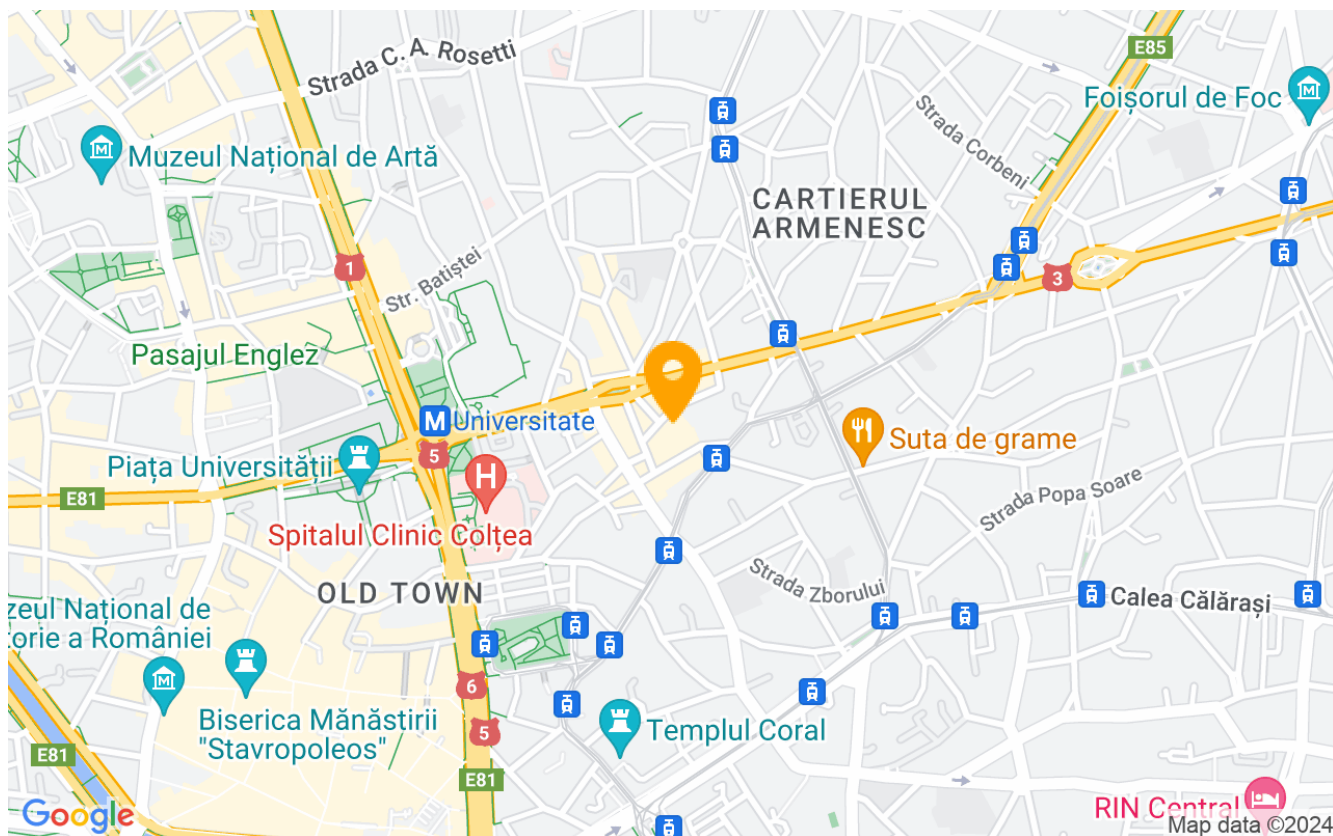 Strada C. A. Rosetti
E85
Foișorul de Foc
Muzeul Național de Artă
Strada Corbeni
CARTIERUL
ARMENESC
1
Str. Batiștei
3
Pasajul Englez
M Universitate
5
Suta de grame
Piața Universității
H
E81
Strada Popa Soare
Spitalul Clinic Colțea
Strada Zborului
OLD TOWN
Calea Călărași
zeul Național de
torie a României
6
Biserica Mănăstirii
"Stavropoleos"
5
Templul Coral
E81
E81
RIN Central
Google
Map data ©2024